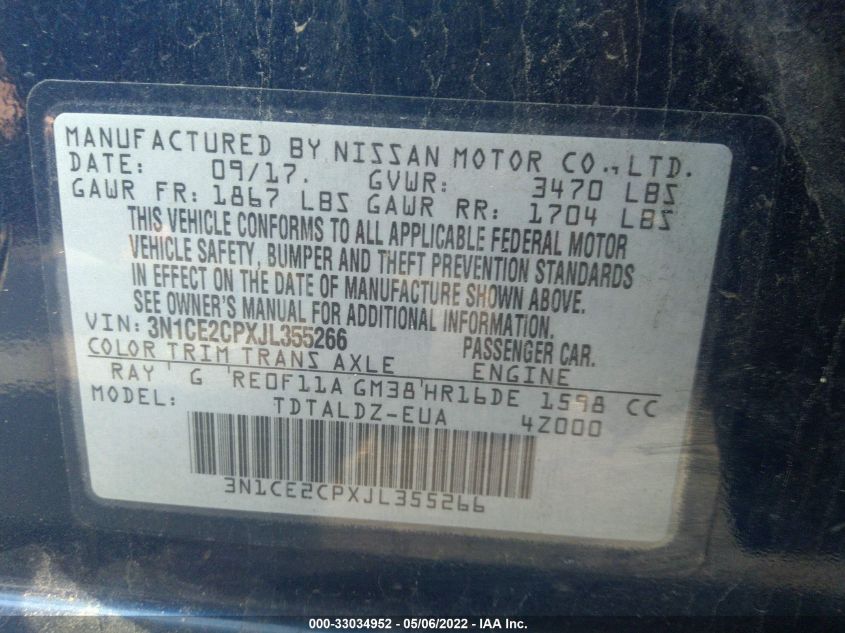 MANUFACTURED BY NISSAN MOTOR CO.,LTD.
DATE: 09/17. GVWR: 3470 LBS
GAWR FR: 1867 LBS GAWR RR: 1704 LBS
THIS VEHICLE CONFORMS TO ALL APPLICABLE FEDERAL MOTOR
VEHICLE SAFETY, BUMPER AND THEFT PREVENTION STANDARDS
IN EFFECT ON THE DATE OF MANUFACTURE SHOWN ABOVE.
SEE OWNER'S MANUAL FOR ADDITIONAL INFORMATION.
VIN: 3N1CE2CPXJL355266 PASSENGER CAR.
COLOR TRIM TRANS AXLE ENGINE
RAY ' G 'RE0F11A GM38'HR16DE 1598 CC
MODEL: TDTALDZ-EUA 4Z000
3N1CE2CPXJL355266
000-33034952 - 05/06/2022 - IAA Inc.